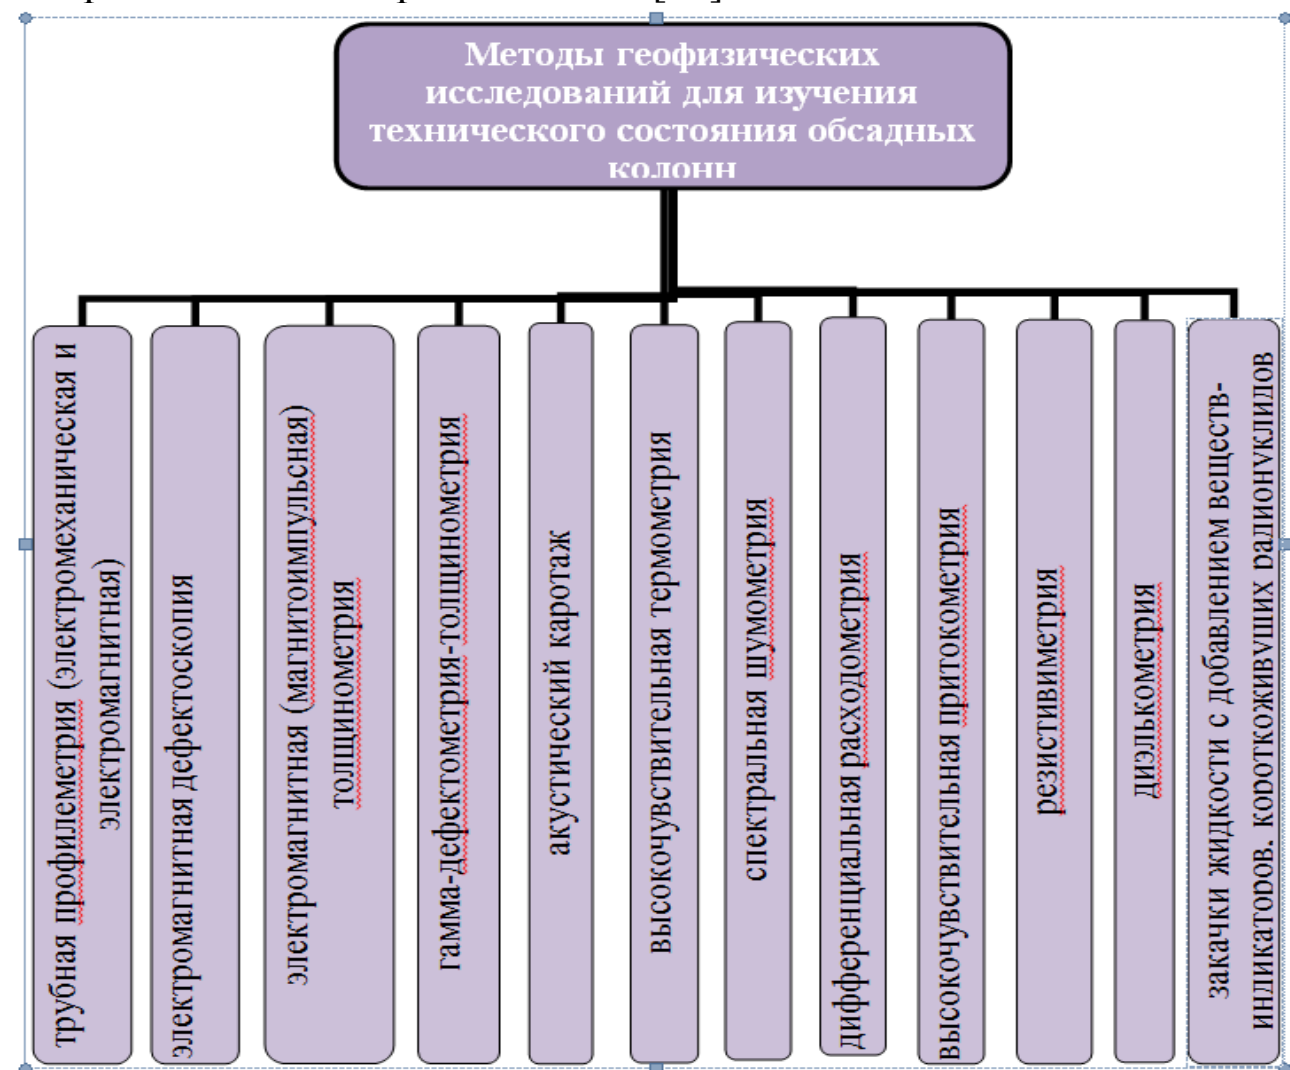 Методы геофизических
исследований для изучения
технического состояния обсадных
колонн
трубная профилеметрия (электромеханическая и
электромагнитная)
электромагнитная дефектоскопия
электромагнитная (магнитоимпульсная)
толщинометрия
гамма-дефектометрия-толщинометрия
акустический каротаж
высокочувствительная термометрия
спектральная шумометрия
дифференциальная расходометрия
высокочувствительная притокометрия
резистивиметрия
диэлькометрия
закачки жидкости с добавлением веществ-
индикаторов. короткоживущих радионуклидов